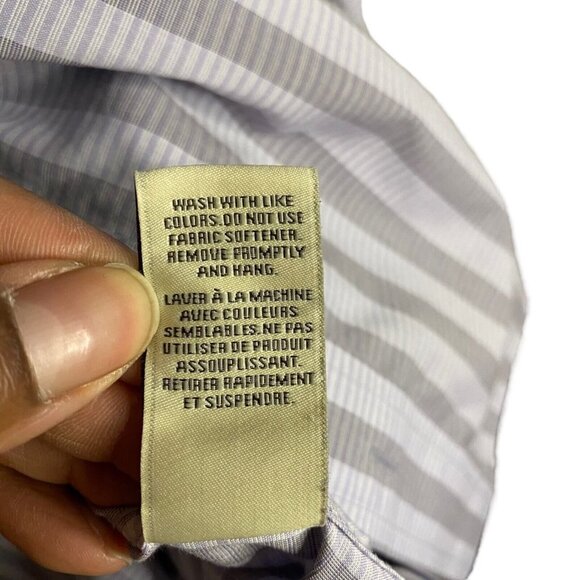 WASH WITH LIKE
COLORS. DO NOT USE
FABRIC SOFTENER.
REMOVE PROMPTLY
AND HANG.
LAVER À LA MACHINE
AVEC COULEURS
SEMBLABLES. NE PAS
UTILISER DE PRODUIT
ASSOUPLISSANT.
RETIRER RAPIDEMENT
ET SUSPENDRE.